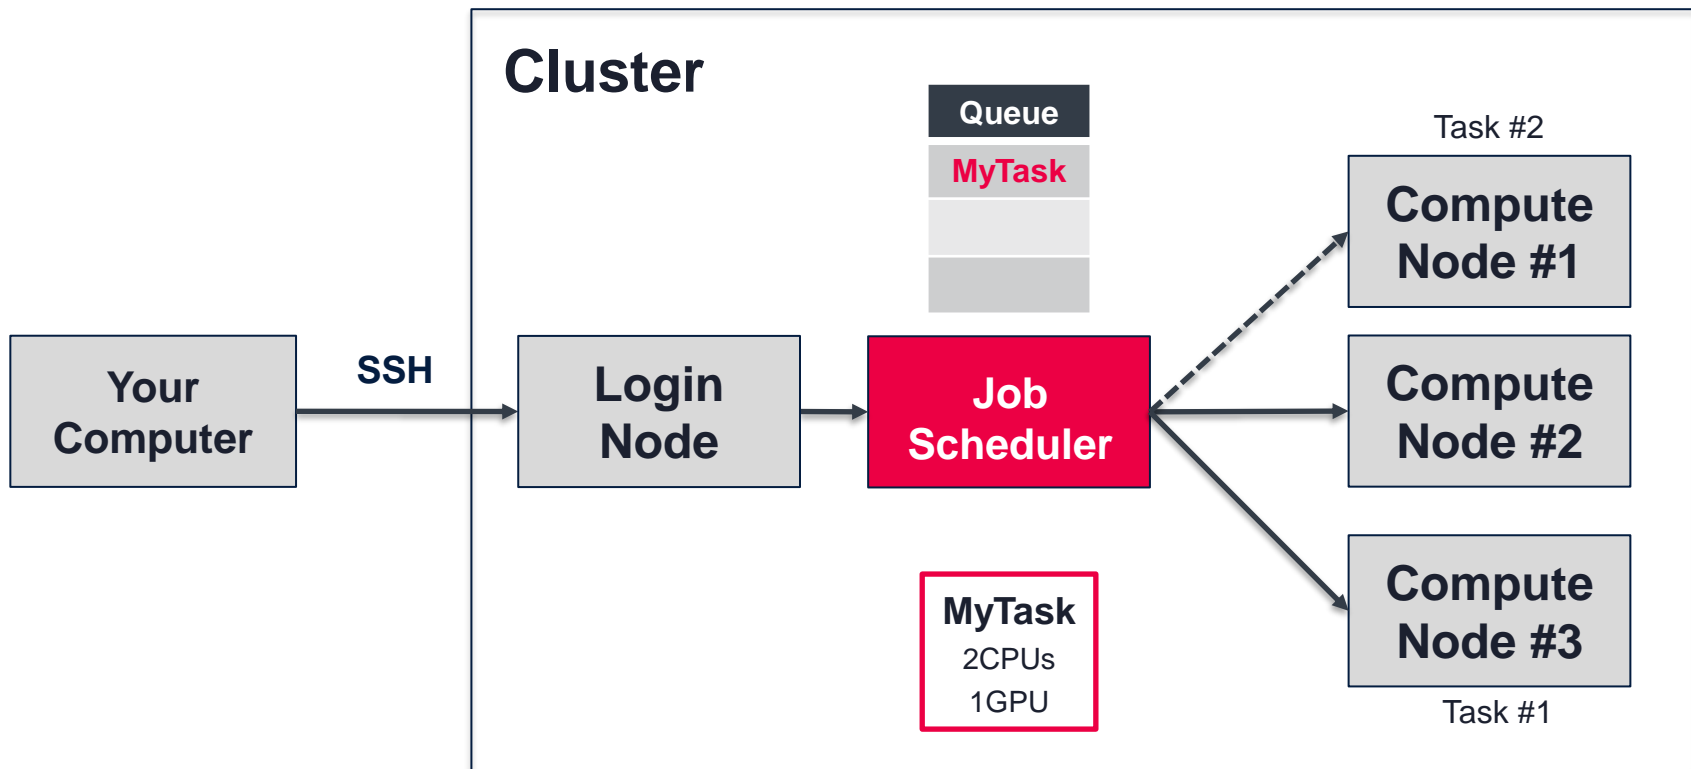 Cluster
Queue
MyTask
Your
Computer
SSH
Login
Node
Job
Scheduler
MyTask
2CPUs
1GPU
Task #2
Compute
Node #1
Compute
Node #2
Compute
Node #3
Task #1